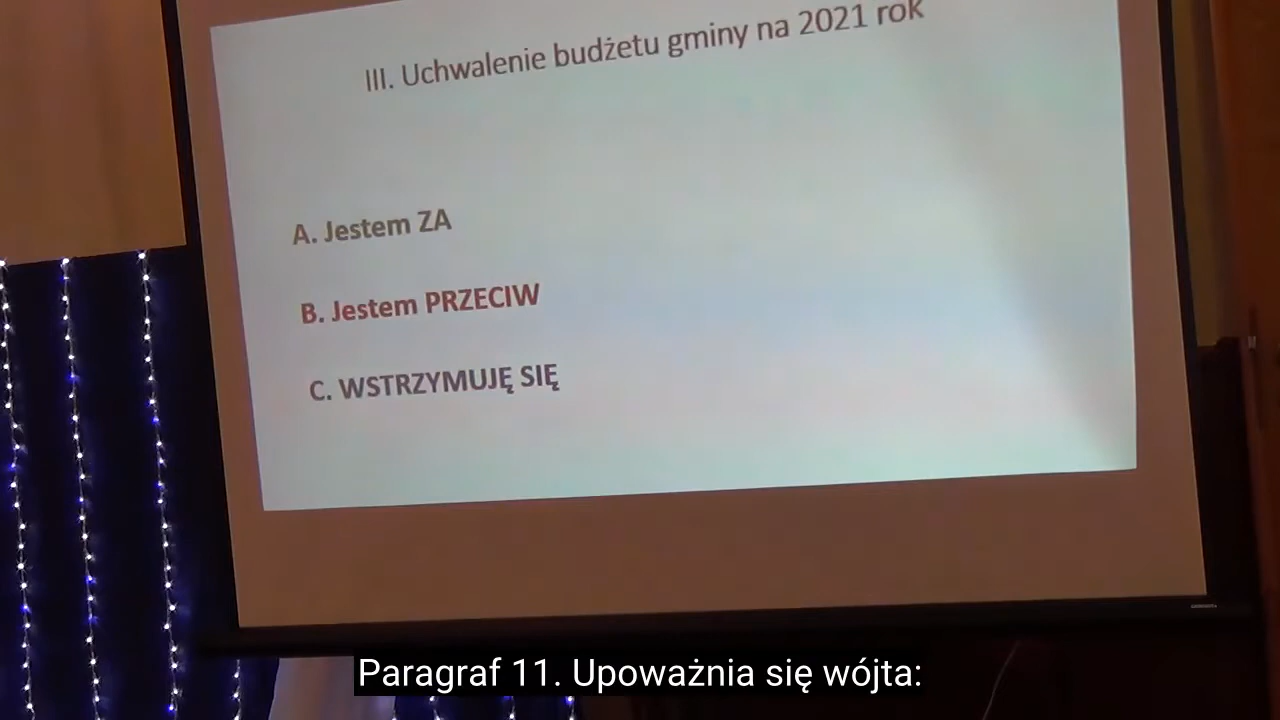 III. Uchwalenie budżetu gminy na 2021 rok
A. Jestem ZA
B. Jestem PRZECIW
C. WSTRZYMUJĘ SIĘ
Paragraf 11. Upoważnia się wójta: